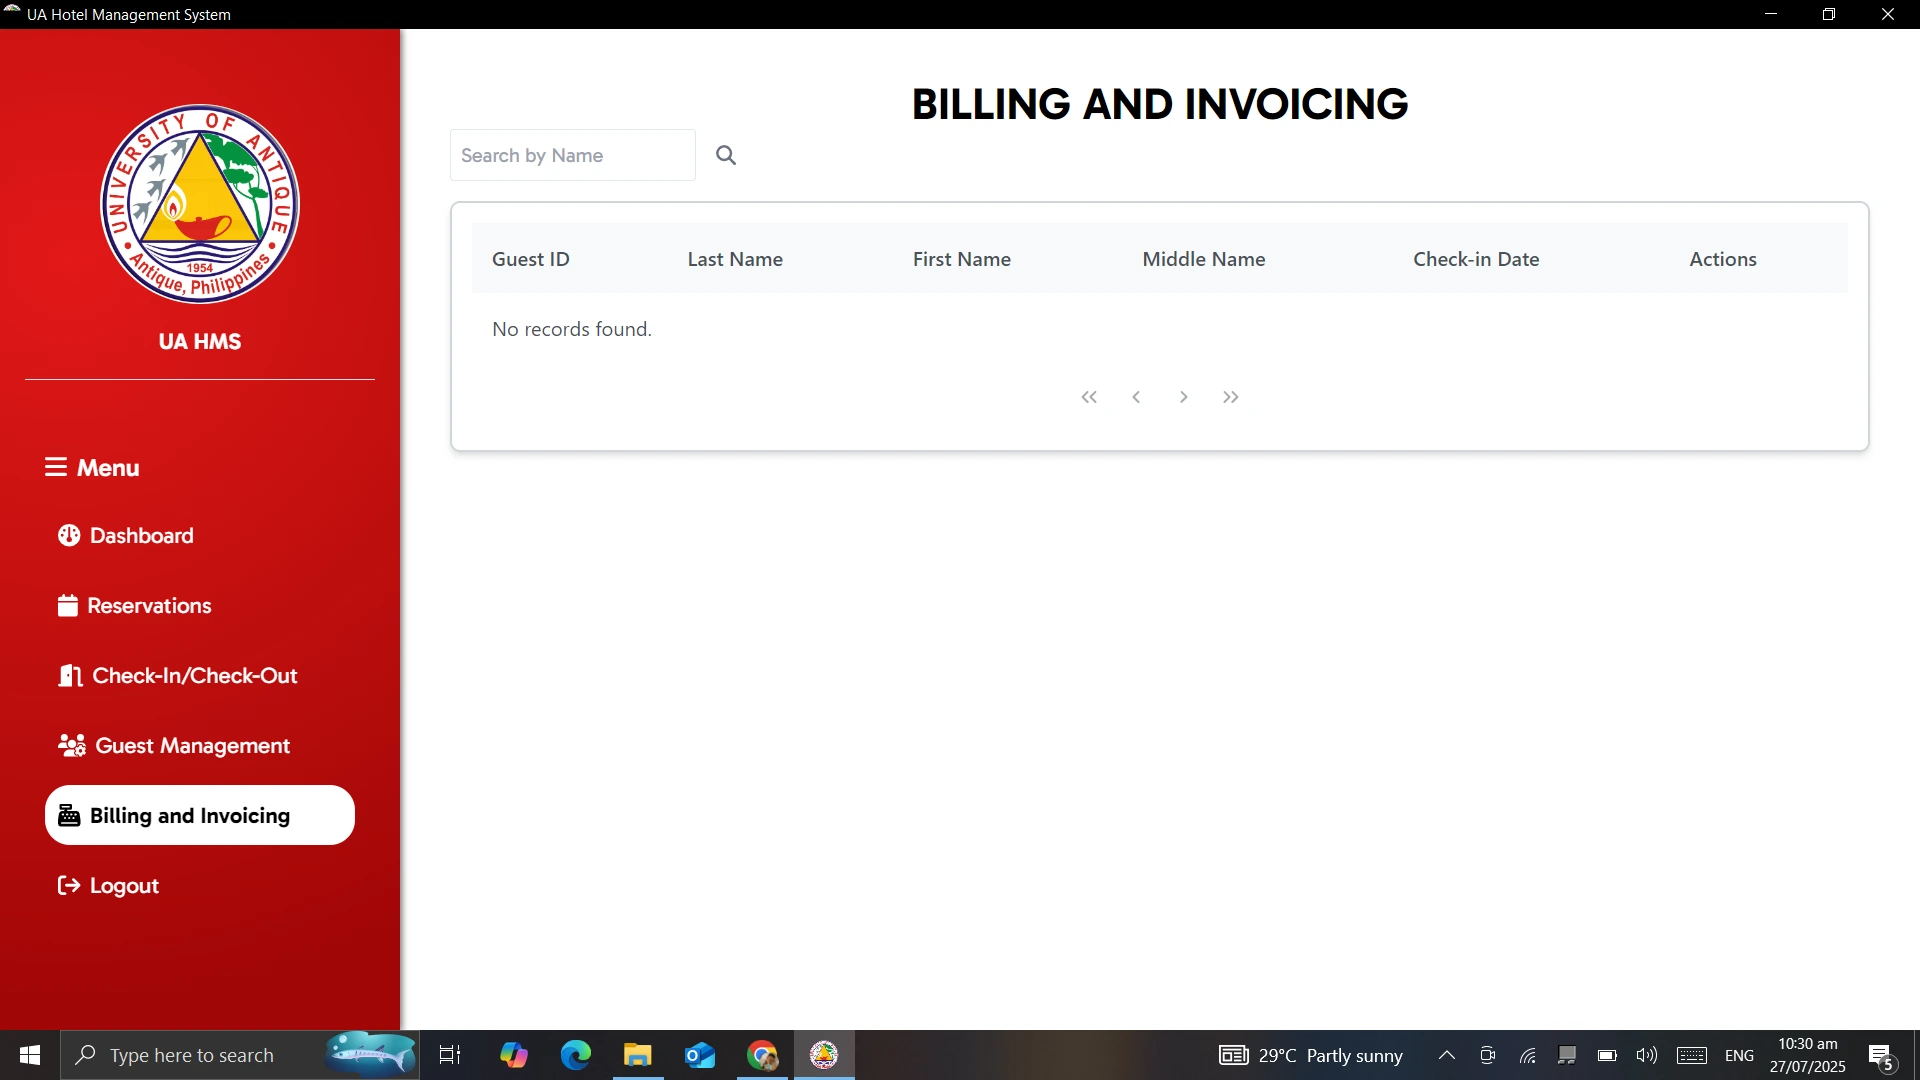 UA Hotel Management System
UNIVERSITY OF ANTIQUE
1954
Antique, Philippines
UA HMS
Menu
Dashboard
Reservations
Check-In/Check-Out
Guest Management
Billing and Invoicing
Logout
BILLING AND INVOICING
Search by Name
Guest ID Last Name First Name Middle Name Check-in Date Actions
No records found.
Type here to search
29°C Partly sunny
ENG
10:30 am
27/07/2025
5